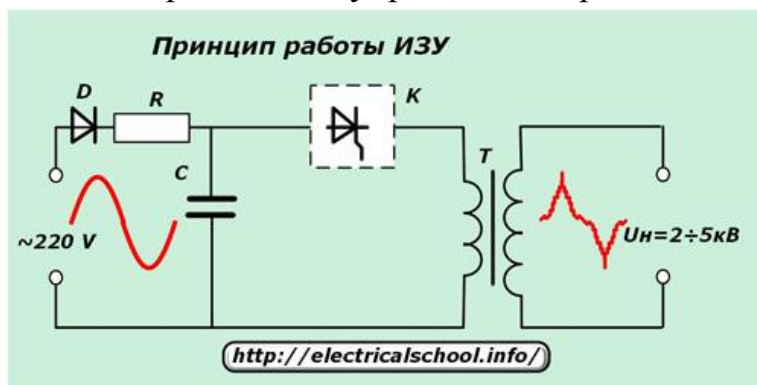 Принцип работы ИЗУ
D
R
K
C
T
~220 V
Uн=2÷5кВ
http://electricalschool.info/